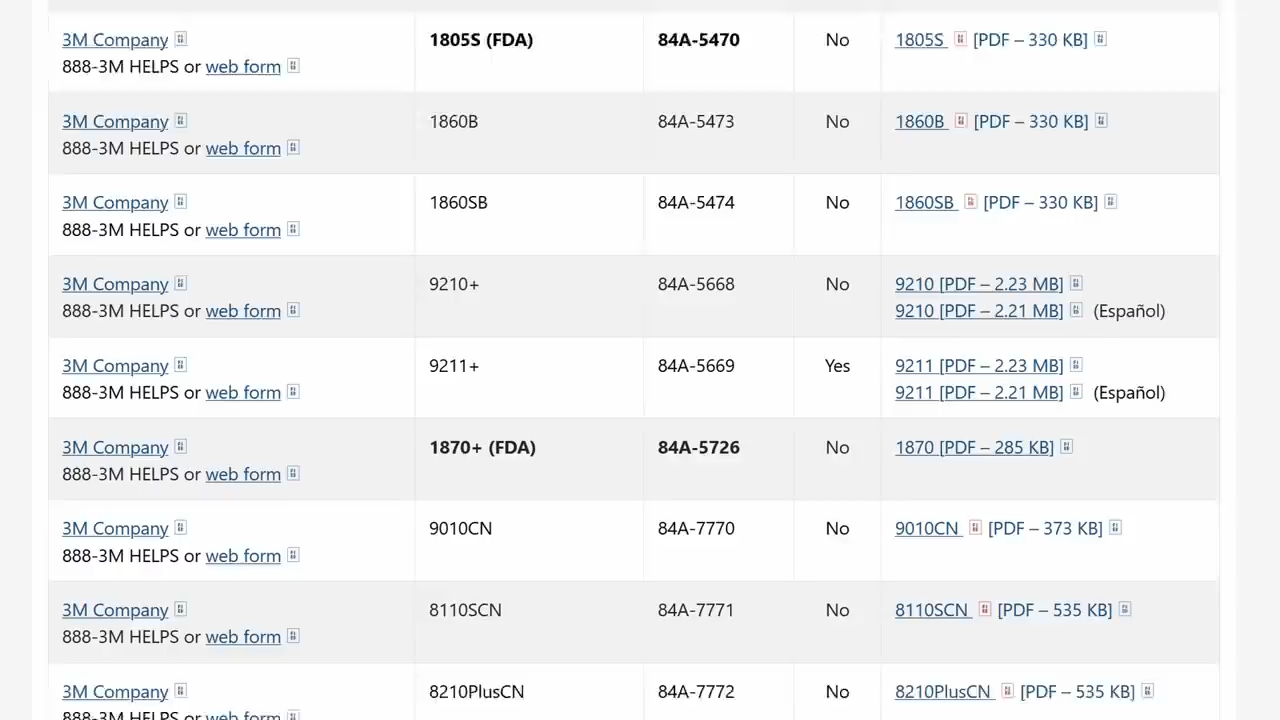 3M Company 1805S (FDA) 84A-5470 No 1805S [PDF – 330 KB]
888-3M HELPS or web form
3M Company 1860B 84A-5473 No 1860B [PDF – 330 KB]
888-3M HELPS or web form
3M Company 1860SB 84A-5474 No 1860SB [PDF – 330 KB]
888-3M HELPS or web form
3M Company 9210+ 84A-5668 No 9210 [PDF – 2.23 MB]
888-3M HELPS or web form 9210 [PDF – 2.21 MB] (Español)
3M Company 9211+ 84A-5669 Yes 9211 [PDF – 2.23 MB]
888-3M HELPS or web form 9211 [PDF – 2.21 MB] (Español)
3M Company 1870+ (FDA) 84A-5726 No 1870 [PDF – 285 KB]
888-3M HELPS or web form
3M Company 9010CN 84A-7770 No 9010CN [PDF – 373 KB]
888-3M HELPS or web form
3M Company 8110SCN 84A-7771 No 8110SCN [PDF – 535 KB]
888-3M HELPS or web form
3M Company 8210PlusCN 84A-7772 No 8210PlusCN [PDF – 535 KB]
888-3M HELPS or web form